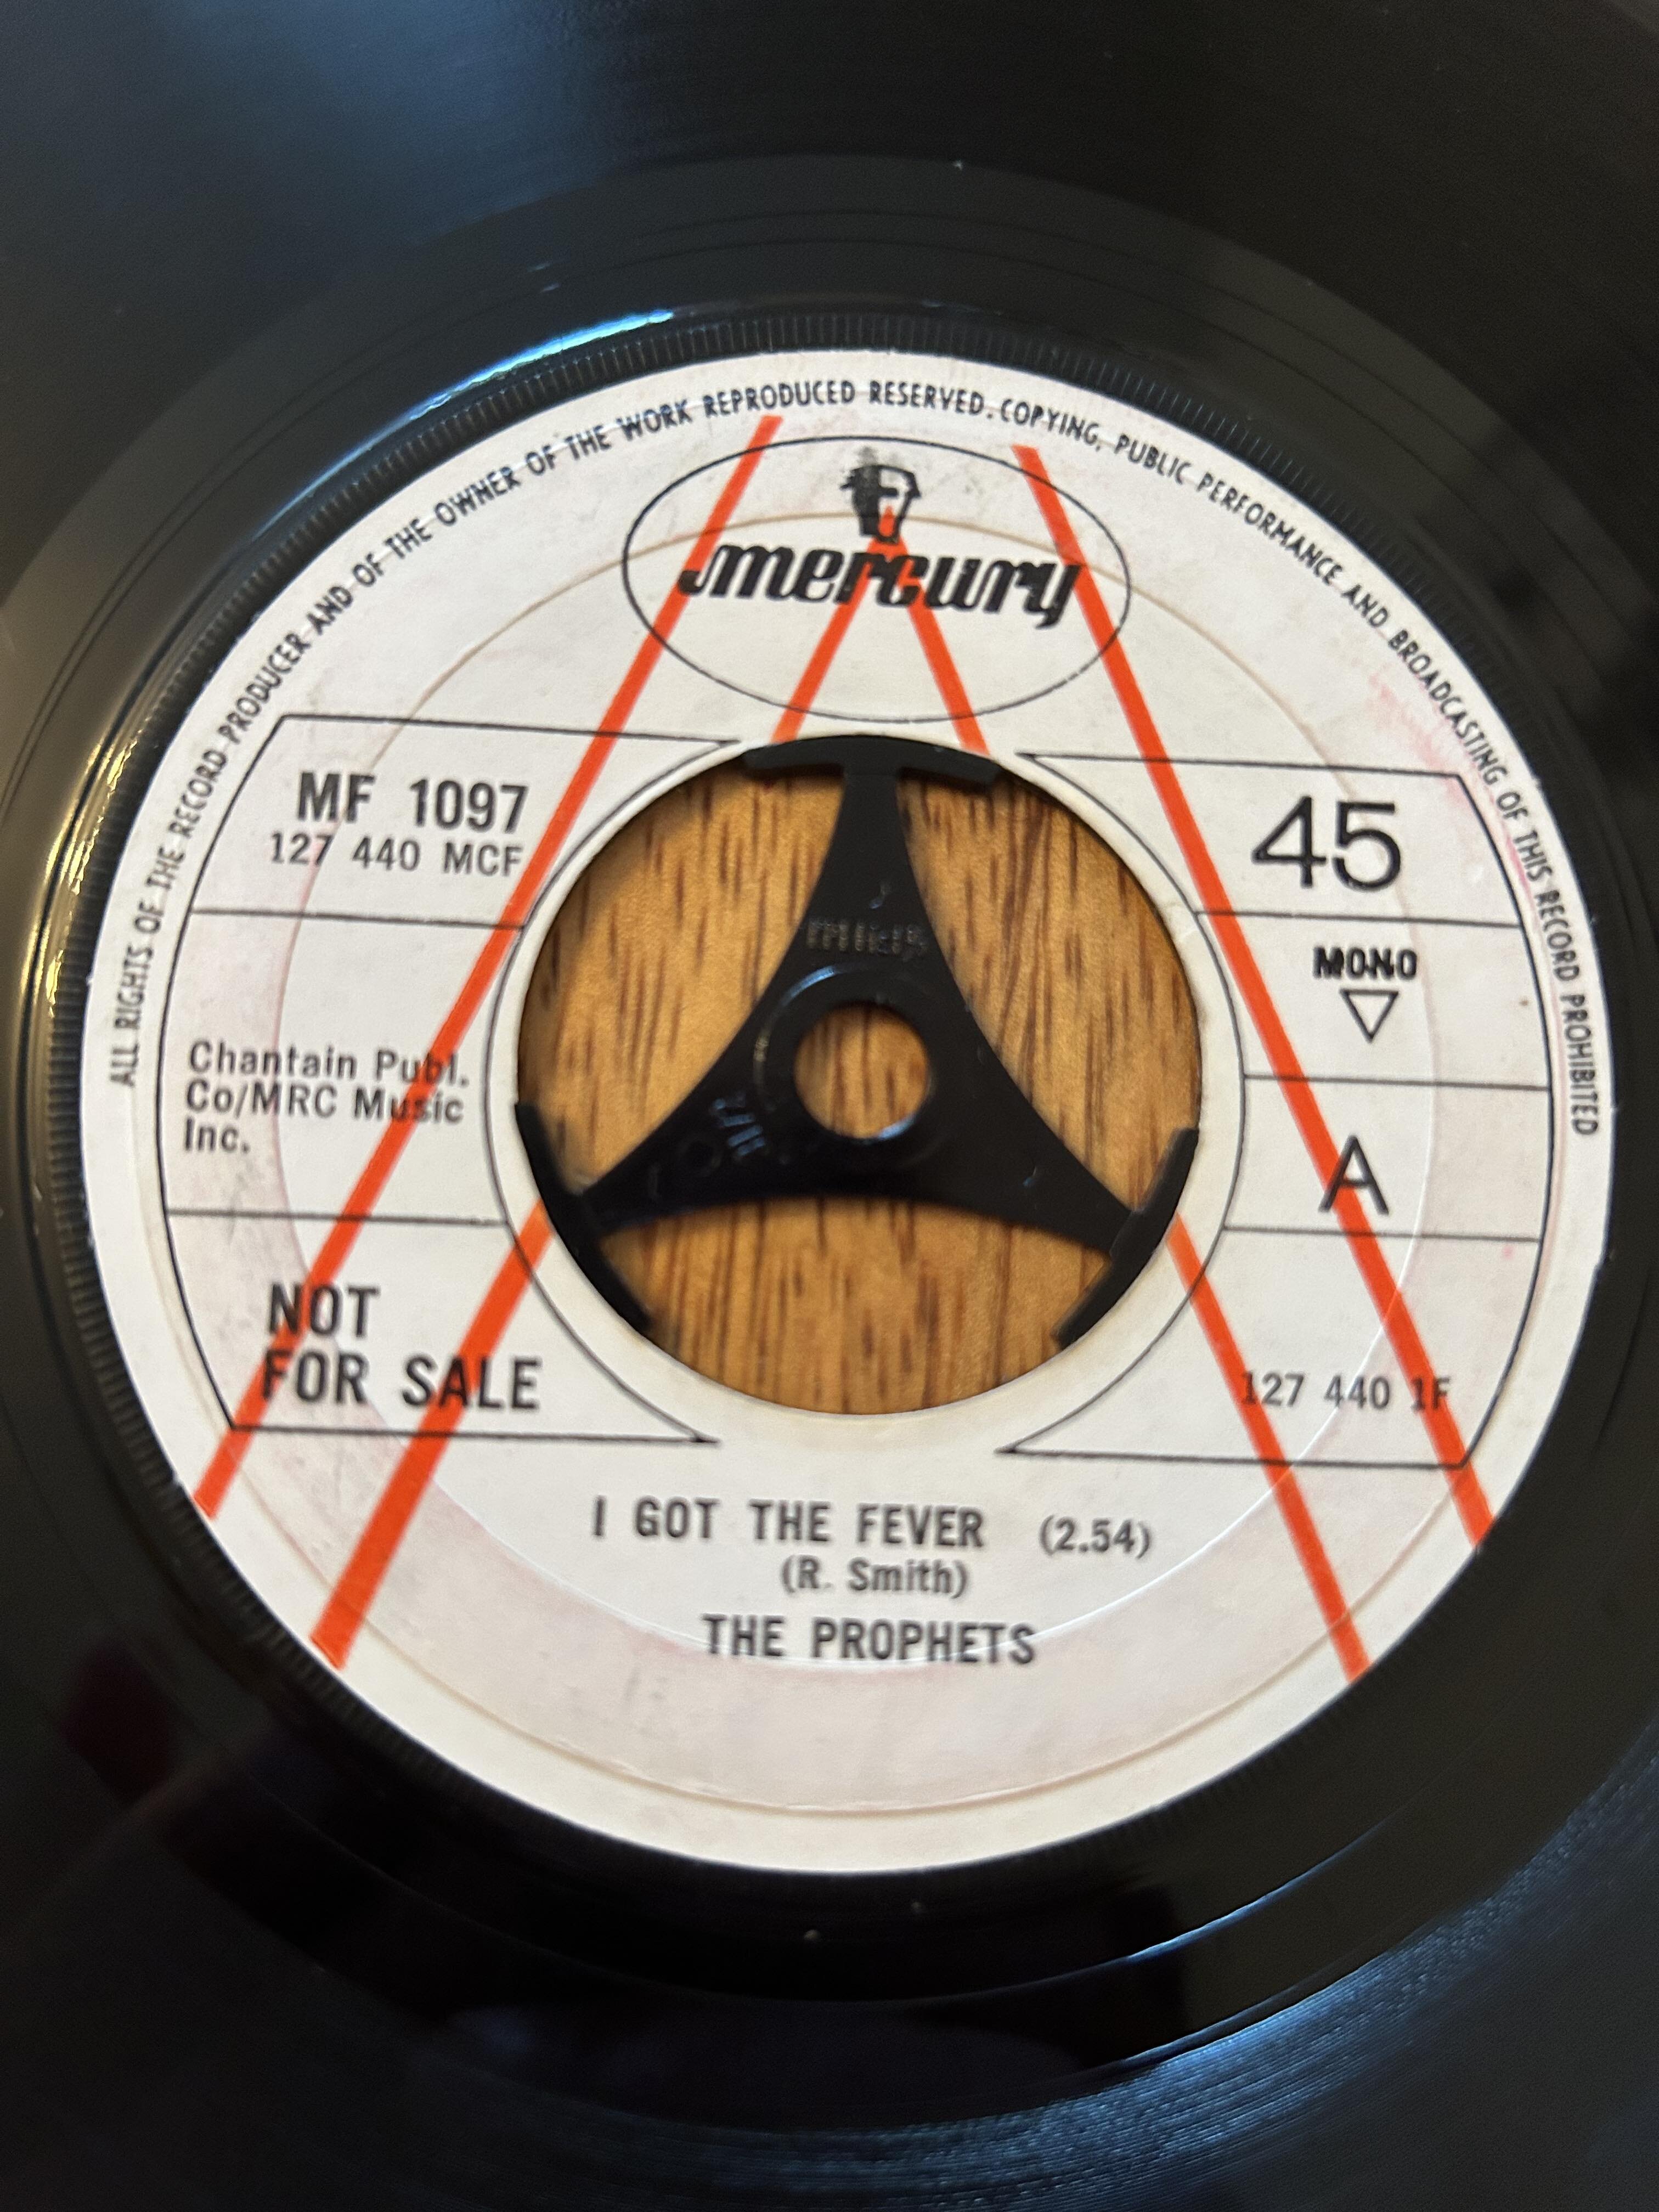 ALL RIGHTS OF THE RECORD PRODUCER AND OF THE OWNER OF THE WORK REPRODUCED RESERVED. COPYING, PUBLIC PERFORMANCE AND BROADCASTING OF THIS RECORD PROHIBITED
mercury
MF 1097
127 440 MCF
45
MONO
Chantain Publ.
Co/MRC Music
Inc.
A
NOT
FOR SALE
127 440 1F
I GOT THE FEVER (2.54)
(R. Smith)
THE PROPHETS